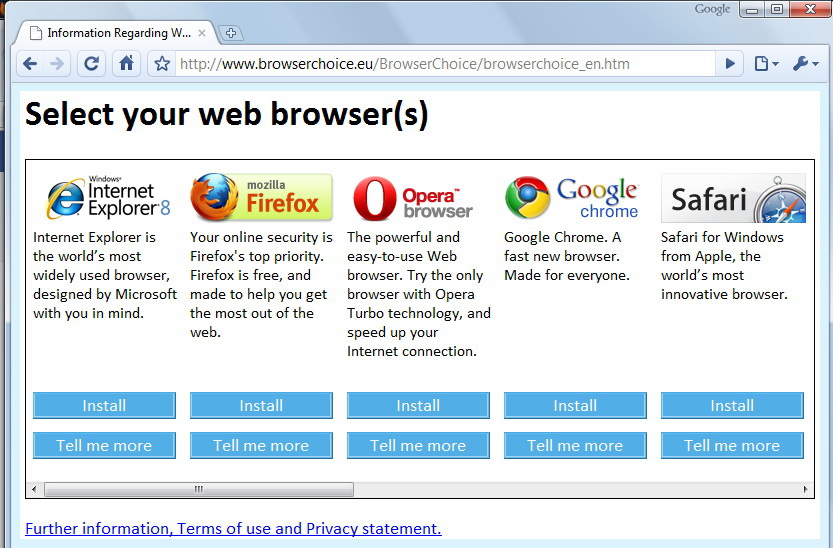 Google
Information Regarding W...
http://www.browserchoice.eu/BrowserChoice/browserchoice_en.htm
Select your web browser(s)
Windows®
Internet
Explorer 8
Internet Explorer is
the world's most
widely used browser,
designed by Microsoft
with you in mind.
Install
Tell me more
mozilla
Firefox
Your online security is
Firefox's top priority.
Firefox is free, and
made to help you get
the most out of the
web.
Install
Tell me more
Opera™
browser
The powerful and
easy-to-use Web
browser. Try the only
browser with Opera
Turbo technology, and
speed up your
Internet connection.
Install
Tell me more
Google
chrome
Google Chrome. A
fast new browser.
Made for everyone.
Install
Tell me more
Safari
Safari for Windows
from Apple, the
world's most
innovative browser.
Install
Tell me more
Further information, Terms of use and Privacy statement.